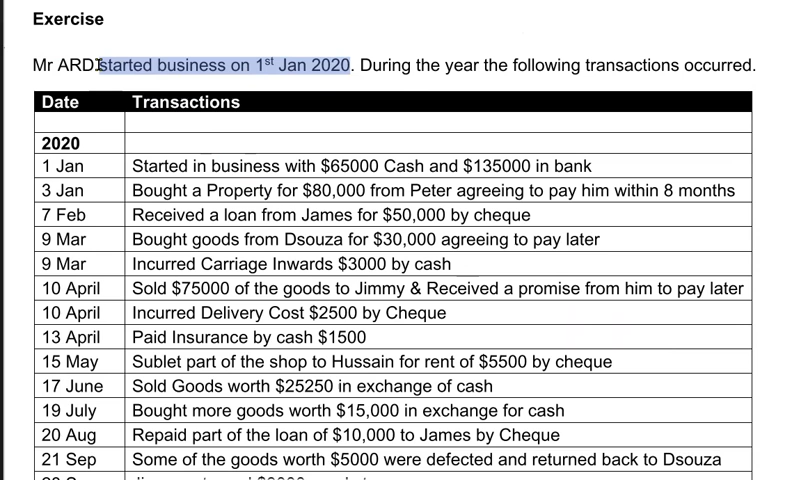 Exercise
Mr ARDI started business on 1st Jan 2020. During the year the following transactions occurred.
Date Transactions
2020
1 Jan Started in business with $65000 Cash and $135000 in bank
3 Jan Bought a Property for $80,000 from Peter agreeing to pay him within 8 months
7 Feb Received a loan from James for $50,000 by cheque
9 Mar Bought goods from Dsouza for $30,000 agreeing to pay later
9 Mar Incurred Carriage Inwards $3000 by cash
10 April Sold $75000 of the goods to Jimmy & Received a promise from him to pay later
10 April Incurred Delivery Cost $2500 by Cheque
13 April Paid Insurance by cash $1500
15 May Sublet part of the shop to Hussain for rent of $5500 by cheque
17 June Sold Goods worth $25250 in exchange of cash
19 July Bought more goods worth $15,000 in exchange for cash
20 Aug Repaid part of the loan of $10,000 to James by Cheque
21 Sep Some of the goods worth $5000 were defected and returned back to Dsouza